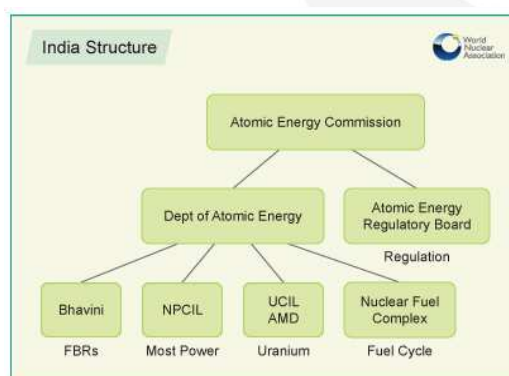 India Structure
World
Nuclear
Association
Atomic Energy Commission
Dept of Atomic Energy
Atomic Energy
Regulatory Board
Regulation
Bhavini
NPCIL
UCIL
AMD
Nuclear Fuel
Complex
FBRs
Most Power
Uranium
Fuel Cycle